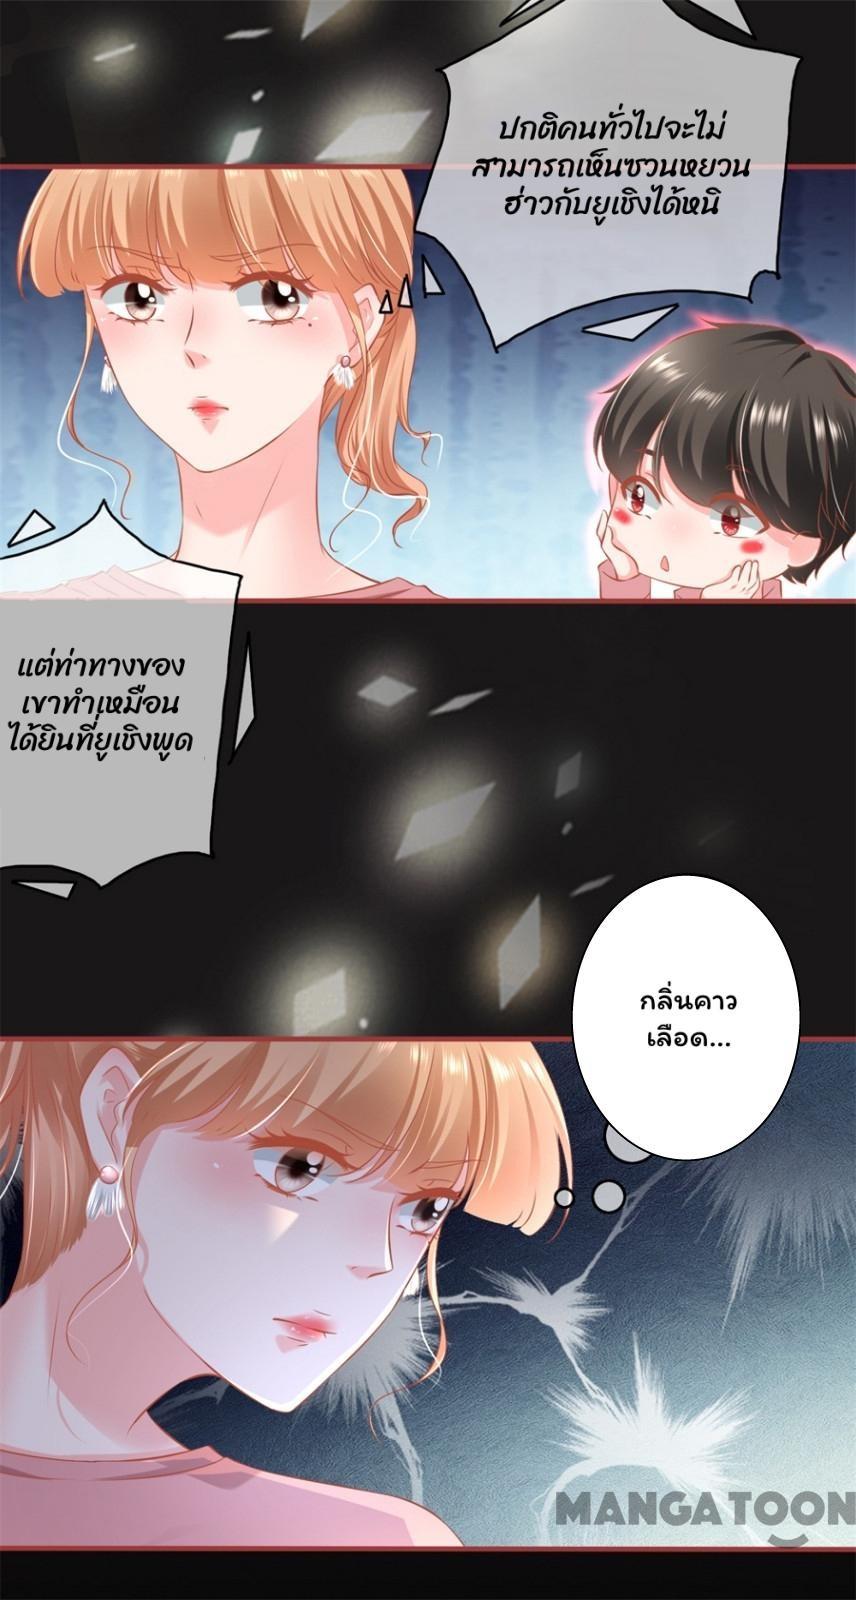 ปกติคนทั่วไปจะไม่
สามารถเห็นซวนหยวน
ฮ่าวกับยูเชิงได้หนิ
แต่ท่าทางของ
เขาทำเหมือน
ได้ยินที่ยูเชิงพูด
กลิ่นคาว
เลือด...
MANGATOON